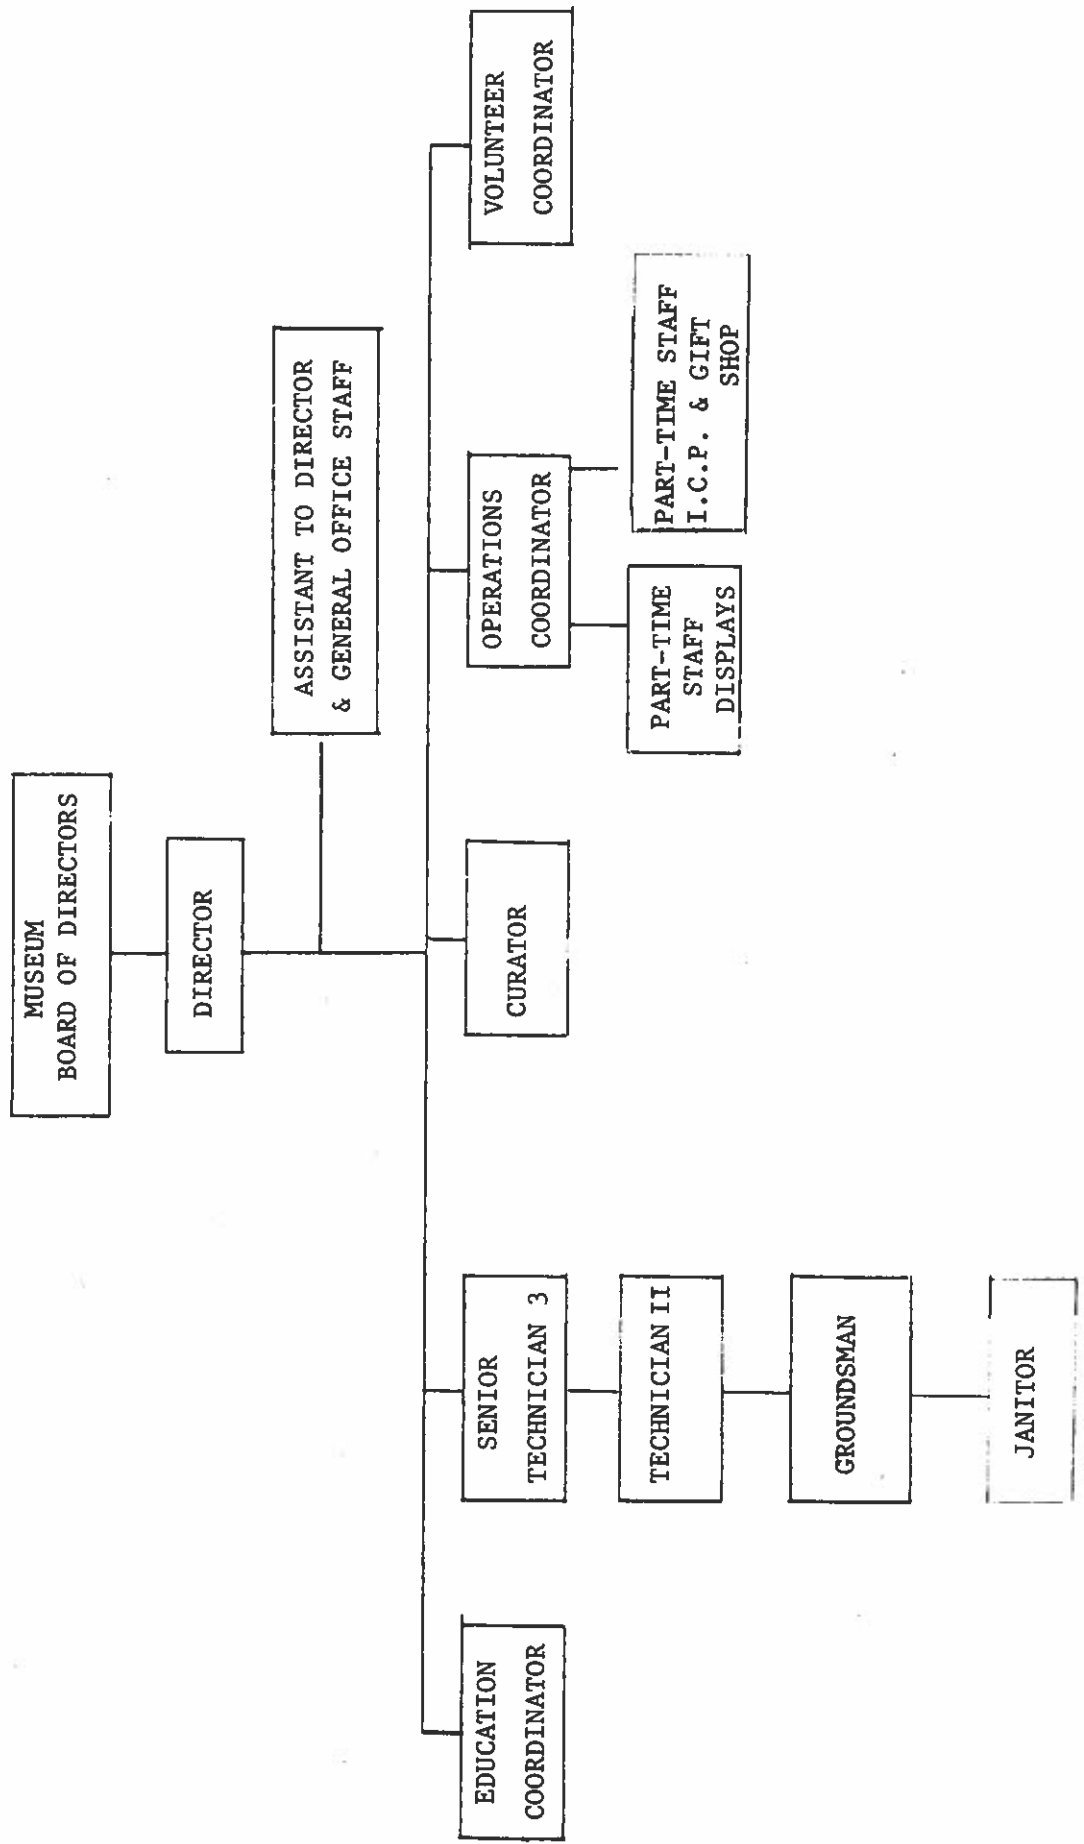 MUSEUM
BOARD OF DIRECTORS
DIRECTOR
ASSISTANT TO DIRECTOR
& GENERAL OFFICE STAFF
EDUCATION
COORDINATOR
SENIOR
TECHNICIAN 3
CURATOR
OPERATIONS
COORDINATOR
VOLUNTEER
COORDINATOR
TECHNICIAN II
PART-TIME
STAFF
DISPLAYS
PART-TIME STAFF
I.C.P. & GIFT
SHOP
GROUNDSMAN
JANITOR